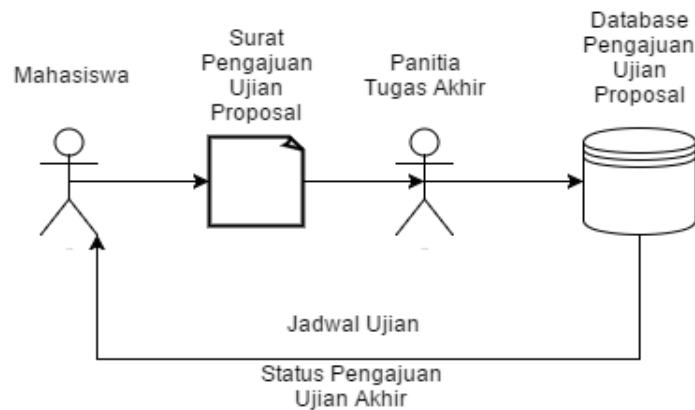 Mahasiswa
Surat
Pengajuan
Ujian
Proposal
Panitia
Tugas Akhir
Database
Pengajuan
Ujian
Proposal
Jadwal Ujian
Status Pengajuan
Ujian Akhir